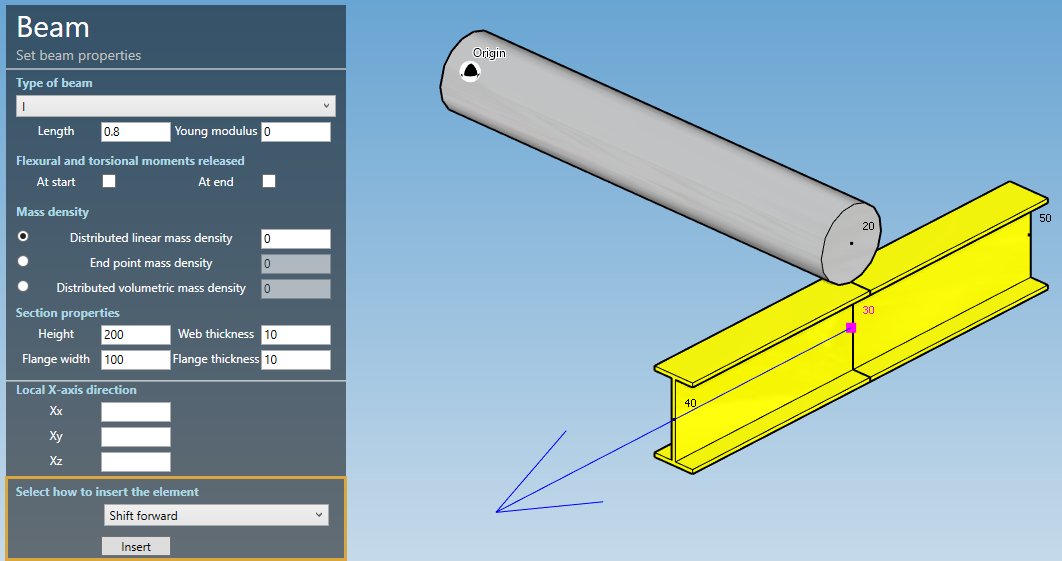 Beam
Set beam properties
Type of beam
I
Length 0.8 Young modulus 0
Flexural and torsional moments released
At start At end
Mass density
Distributed linear mass density 0
End point mass density 0
Distributed volumetric mass density 0
Section properties
Height 200 Web thickness 10
Flange width 100 Flange thickness 10
Local X-axis direction
Xx
Xy
Xz
Select how to insert the element
Shift forward
Insert
Origin
20
50
30
40